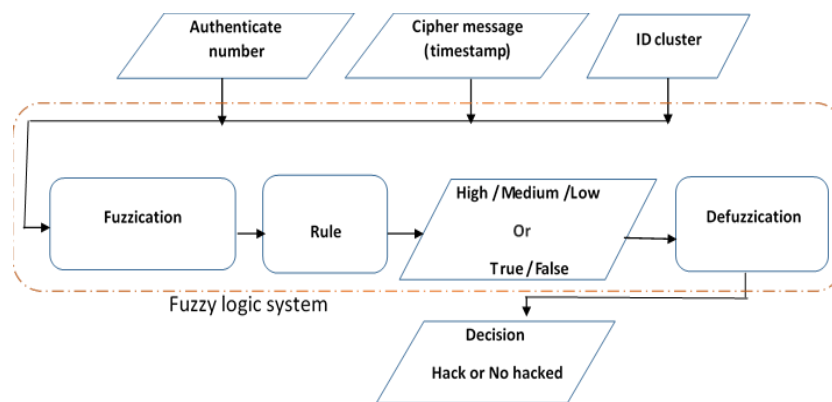 Authenticate
number
Cipher message
(timestamp)
ID cluster
Fuzzication
Rule
High / Medium /Low
Or
True / False
Defuzzication
Fuzzy logic system
Decision
Hack or No hacked